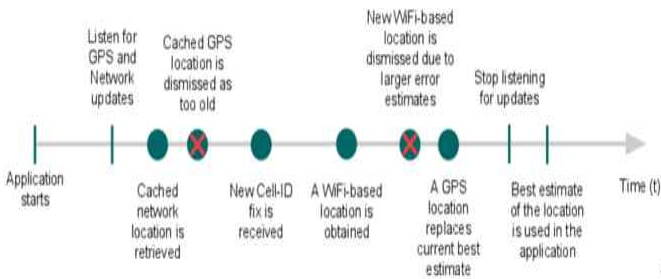 Listen for
GPS and
Network
updates
Cached GPS
location is
dismissed as
too old
New WiFi-based
location is
dismissed due to
larger error
estimates
Stop listening
for updates
Application
starts
Cached
network
location is
retrieved
New Cell-ID
fix is
received
A WiFi-based
location is
obtained
A GPS
location
replaces
current best
estimate
Best estimate
of the location
is used in the
application
Time (t)